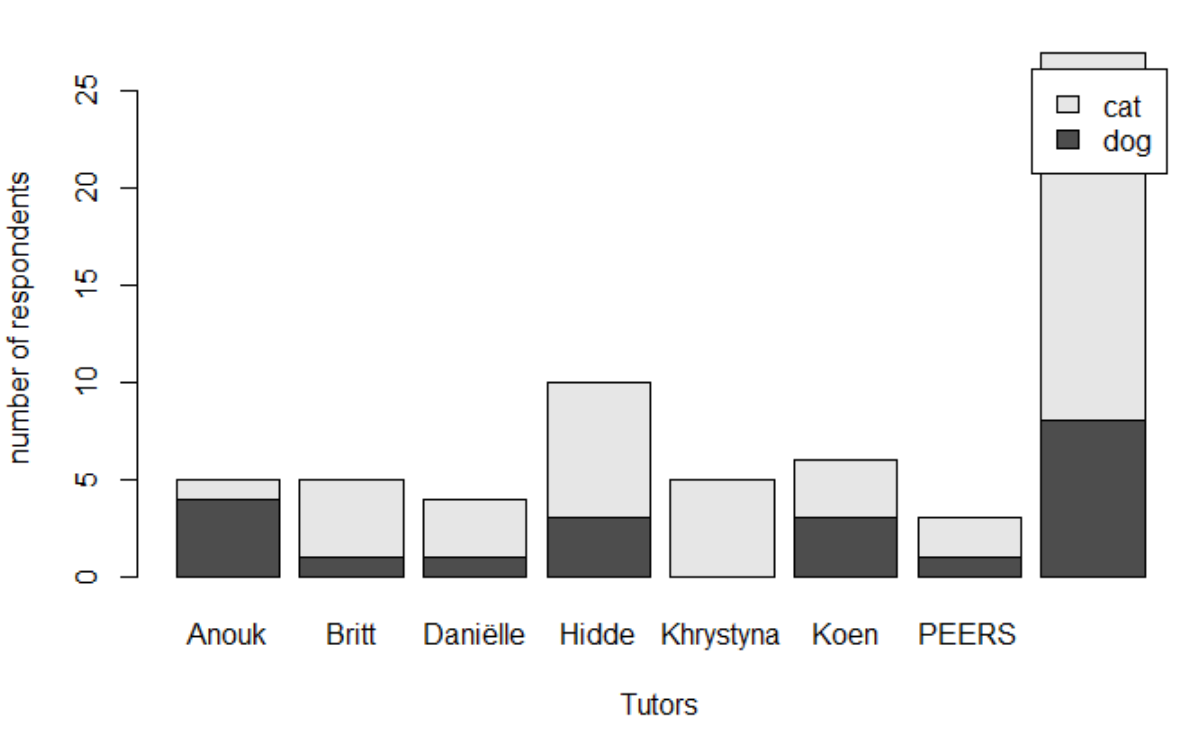 number of respondents
25
20
15
10
5
0
cat
dog
Anouk Britt Daniëlle Hidde Khrystyna Koen PEERS
Tutors